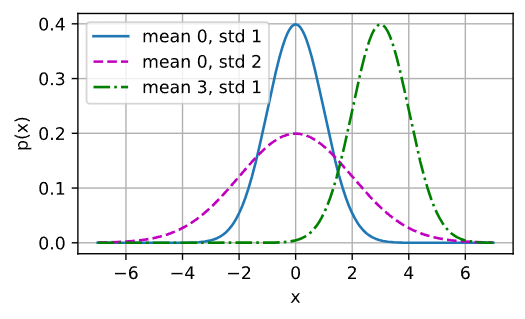 0.4
0.3
0.2
0.1
0.0
p(x)
mean 0, std 1
mean 0, std 2
mean 3, std 1
−6 −4 −2 0 2 4 6
x